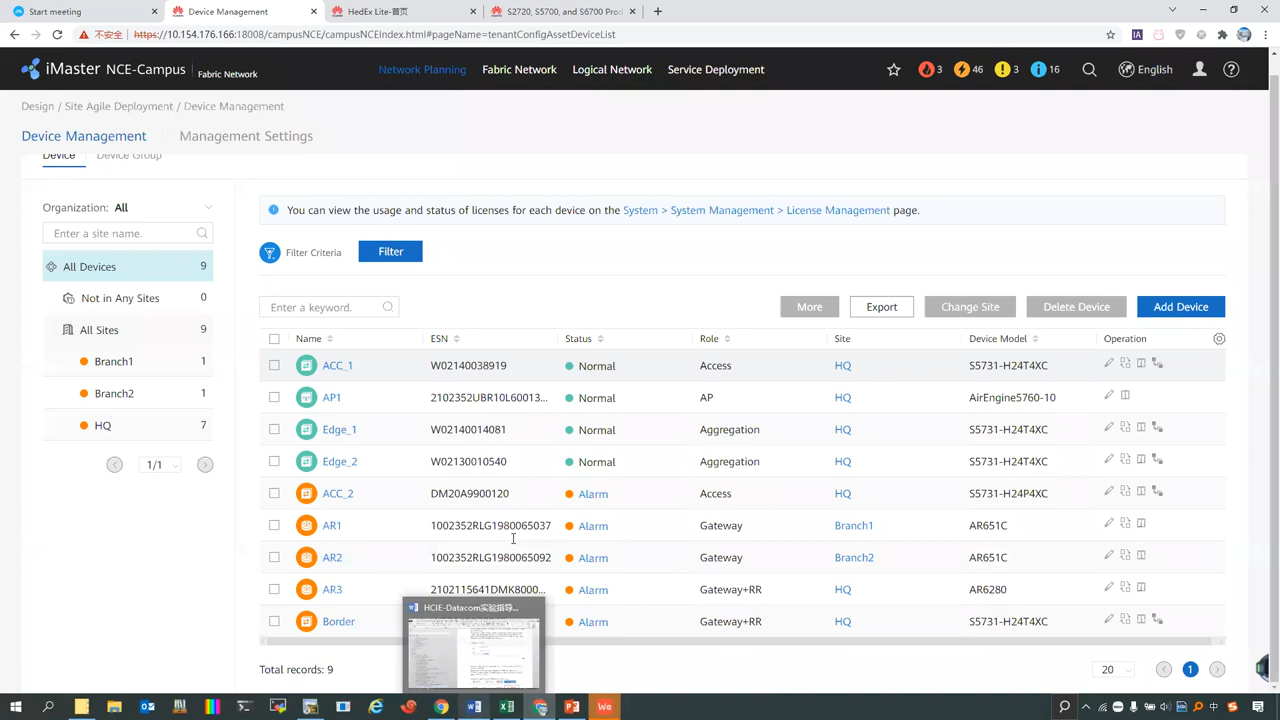 Start meeting
Device Management
HedEx Lite-首页
S2720, S5700, and S6700 Prod
不安全
https://10.154.176.166:18008/campusNCE/campusNCEIndex.html#pageName=tenantConfigAssetDeviceList
iMaster NCE-Campus Fabric Network
Network Planning Fabric Network Logical Network Service Deployment
3 46 3 16 English
Design / Site Agile Deployment / Device Management
Device Management Management Settings
Device Device Group
Organization: All
Enter a site name.
All Devices 9
Not in Any Sites 0
All Sites 9
Branch1 1
Branch2 1
HQ 7
1/1
You can view the usage and status of licenses for each device on the System > System Management > License Management page.
Filter Criteria Filter
Enter a keyword. More Export Change Site Delete Device Add Device
Name ESN Status Role Site Device Model Operation
ACC_1 W02140038919 Normal Access HQ S5731-H24T4XC
AP1 2102352UBR10L60013... Normal AP HQ AirEngine5760-10
Edge_1 W02140014081 Normal Aggregation HQ S5731-H24T4XC
Edge_2 W02130010540 Normal Aggregation HQ S5731-H24T4XC
ACC_2 DM20A9900120 Alarm Access HQ S5731-H24P4XC
AR1 1002352RLG1980065037 Alarm Gateway Branch1 AR651C
AR2 1002352RLG1980065092 Alarm Gateway Branch2 AR651C
AR3 2102115641DMK8000... Alarm Gateway+RR HQ AR6280
Border Alarm Gateway+RR HQ S5731-H24T4XC
HCIE-Datacom实验指导...
Total records: 9 20 1
We 中